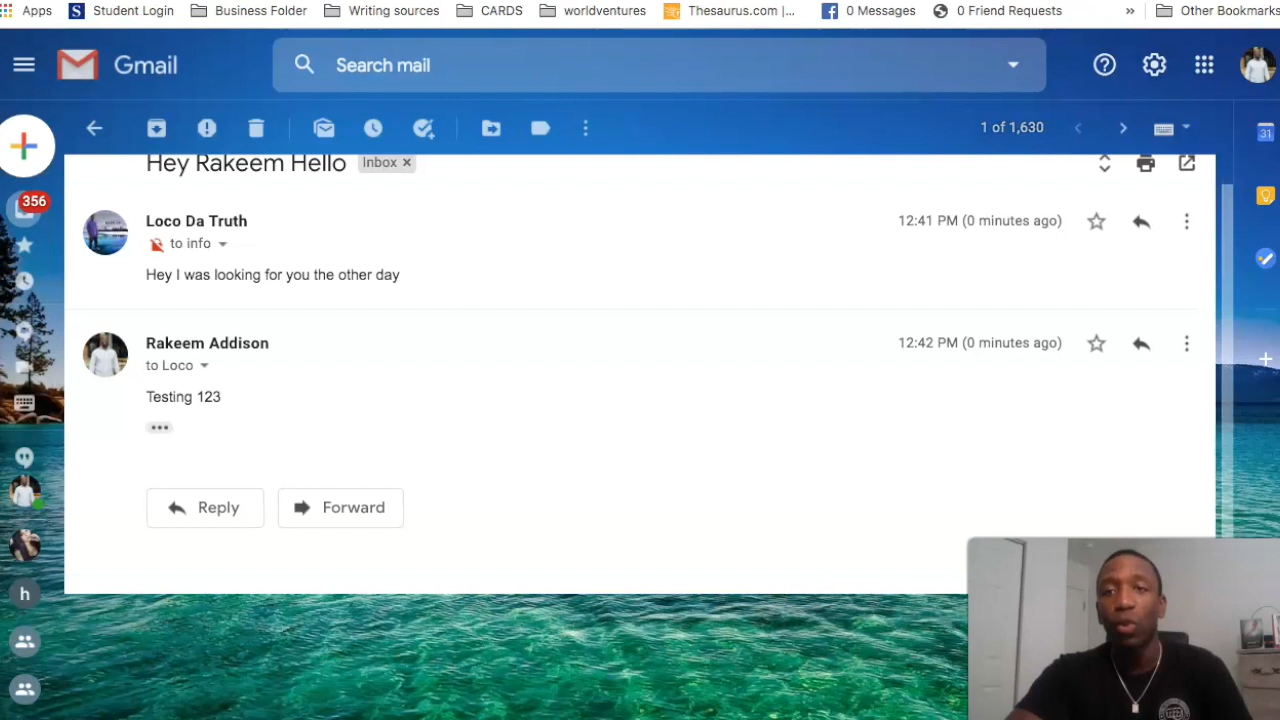 Apps Student Login Business Folder Writing sources CARDS worldventures Thesaurus.com |... 0 Messages 0 Friend Requests » Other Bookmarks
Gmail Search mail
1 of 1,630
31
Hey Rakeem Hello Inbox ×
356
Loco Da Truth 12:41 PM (0 minutes ago)
to info
Hey I was looking for you the other day
Rakeem Addison 12:42 PM (0 minutes ago)
to Loco
Testing 123
Reply Forward
h